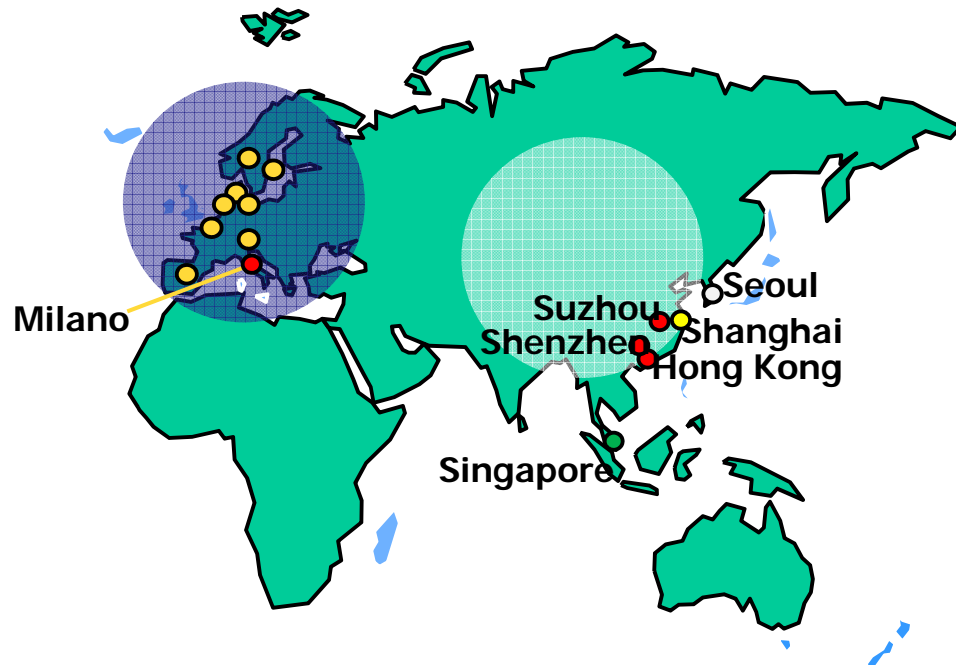 Seoul
Suzhou
Milano
Shanghai
Shenzhen
Hong Kong
Singapore